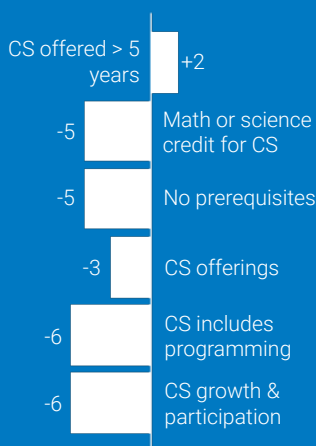 CS offered > 5
years
+2
-5
Math or science
credit for CS
-5
No prerequisites
-3
CS offerings
-6
CS includes
programming
-6
CS growth &
participation